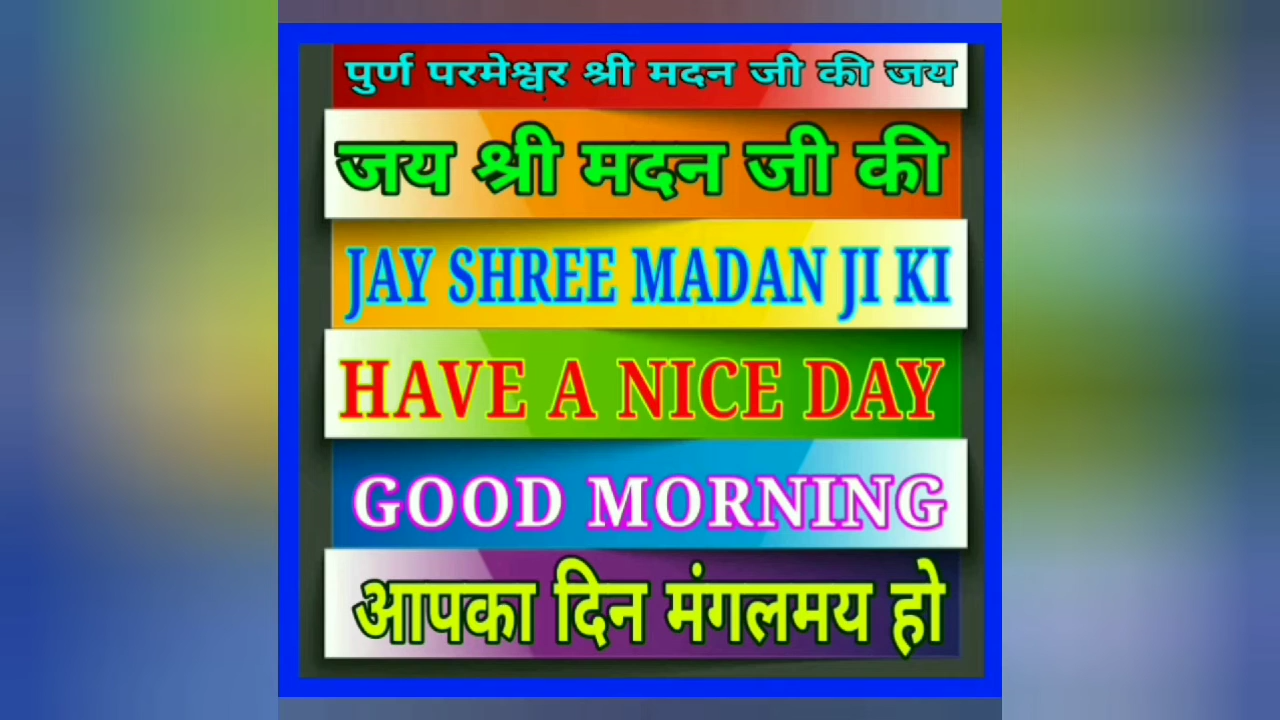 पुर्ण परमेश्वर श्री मदन जी की जय
जय श्री मदन जी की
JAY SHREE MADAN JI KI
HAVE A NICE DAY
GOOD MORNING
आपका दिन मंगलमय हो